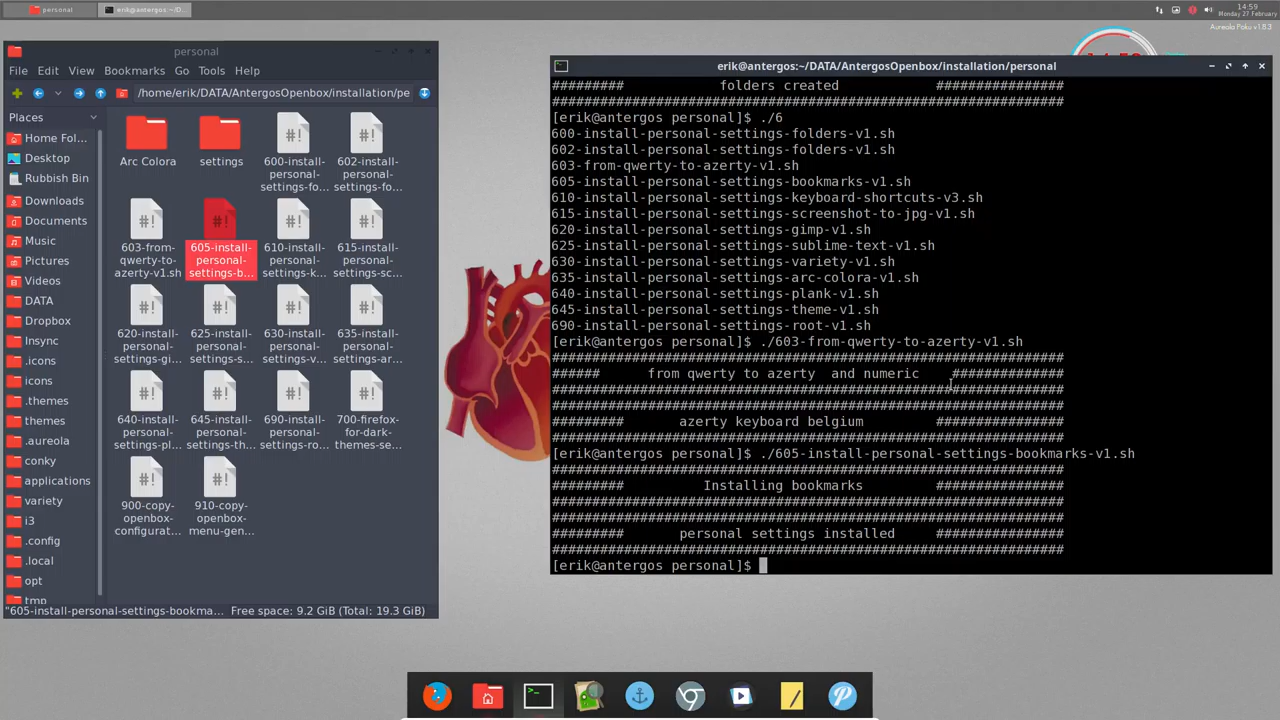 personal
erik@antergos:~/D...
14:59
Monday 27 February
Aureola Poku v1.8.3
personal
File Edit View Bookmarks Go Tools Help
/home/erik/DATA/AntergosOpenbox/installation/pe
Places
Home Fol...
Desktop
Rubbish Bin
Downloads
Documents
Music
Pictures
Videos
DATA
Dropbox
Insync
.icons
icons
.themes
themes
.aureola
conky
applications
variety
i3
.config
.local
opt
tmp
Arc Colora
settings
600-install-
personal-
settings-fo...
602-install-
personal-
settings-fo...
603-from-
qwerty-to-
azerty-v1.sh
605-install-
personal-
settings-b...
610-install-
personal-
settings-k...
615-install-
personal-
settings-sc...
620-install-
personal-
settings-gi...
625-install-
personal-
settings-s...
630-install-
personal-
settings-v...
635-install-
personal-
settings-ar...
640-install-
personal-
settings-pl...
645-install-
personal-
settings-th...
690-install-
personal-
settings-ro...
700-firefox-
for-dark-
themes-se...
900-copy-
openbox-
configurat...
910-copy-
openbox-
menu-gen...
"605-install-personal-settings-bookma... Free space: 9.2 GiB (Total: 19.3 GiB)
erik@antergos:~/DATA/AntergosOpenbox/installation/personal
######### folders created ################
################################################################
[erik@antergos personal]$ ./6
600-install-personal-settings-folders-v1.sh
602-install-personal-settings-folders-v1.sh
603-from-qwerty-to-azerty-v1.sh
605-install-personal-settings-bookmarks-v1.sh
610-install-personal-settings-keyboard-shortcuts-v3.sh
615-install-personal-settings-screenshot-to-jpg-v1.sh
620-install-personal-settings-gimp-v1.sh
625-install-personal-settings-sublime-text-v1.sh
630-install-personal-settings-variety-v1.sh
635-install-personal-settings-arc-colora-v1.sh
640-install-personal-settings-plank-v1.sh
645-install-personal-settings-theme-v1.sh
690-install-personal-settings-root-v1.sh
[erik@antergos personal]$ ./603-from-qwerty-to-azerty-v1.sh
################################################################
###### from qwerty to azerty and numeric ##############
################################################################
################################################################
######### azerty keyboard belgium ################
################################################################
[erik@antergos personal]$ ./605-install-personal-settings-bookmarks-v1.sh
################################################################
######### Installing bookmarks ################
################################################################
################################################################
######### personal settings installed ################
################################################################
[erik@antergos personal]$